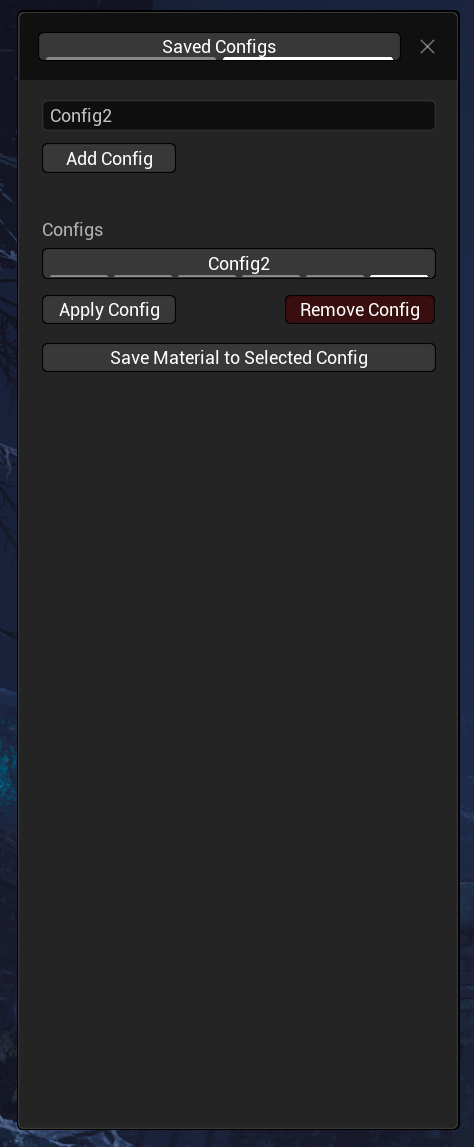 Saved Configs
Config2
Add Config
Configs
Config2
Apply Config
Remove Config
Save Material to Selected Config